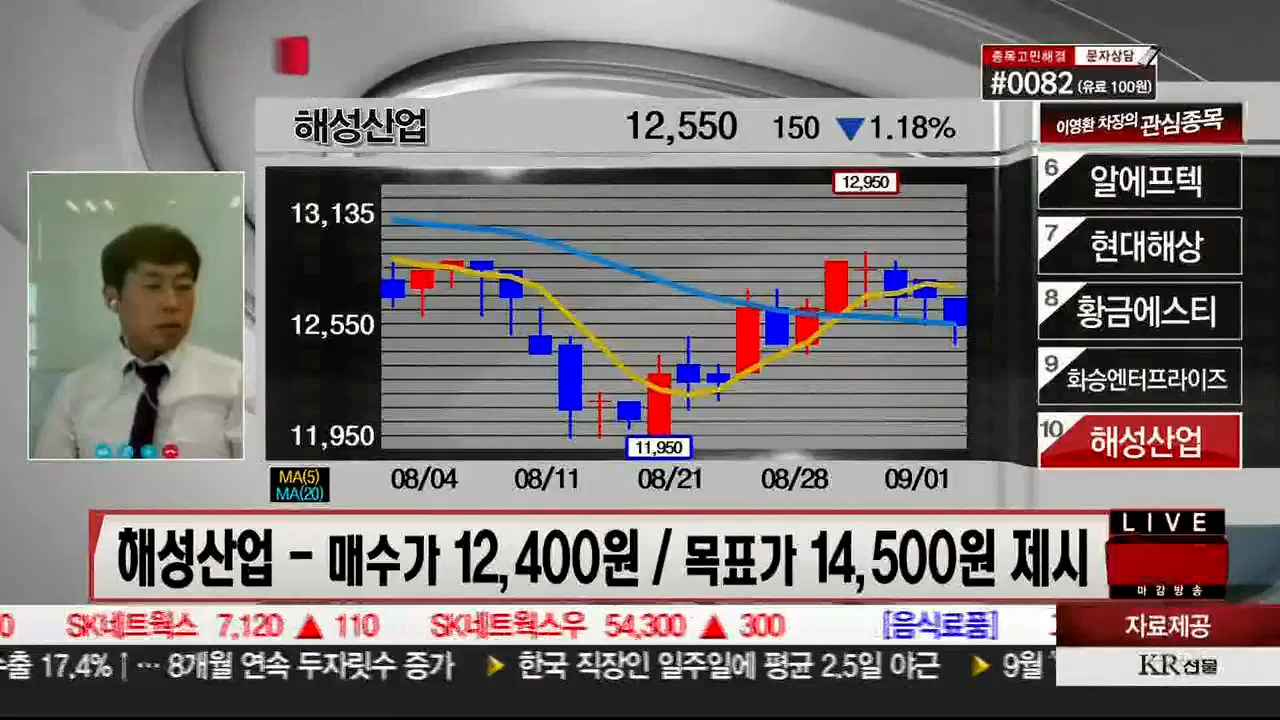 종목고민해결 문자상담
#0082 (유료 100원)
해성산업 12,550 150 ▼1.18%
이영환 차장의 관심종목
6 알에프텍
7 현대해상
8 황금에스티
9 화승엔터프라이즈
10 해성산업
12,950
13,135
12,550
11,950
11,950
08/04 08/11 08/21 08/28 09/01
MA(5)
MA(20)
해성산업 - 매수가 12,400원 / 목표가 14,500원 제시
LIVE
마감방송
0 SK네트웍스 7,120 ▲ 110 SK네트웍스우 54,300 ▲ 300 [음식료품]
자료제공
수출 17.4% | ··· 8개월 연속 두자릿수 증가 ▶ 한국 직장인 일주일에 평균 2.5일 야근 ▶ 9월
KR선물